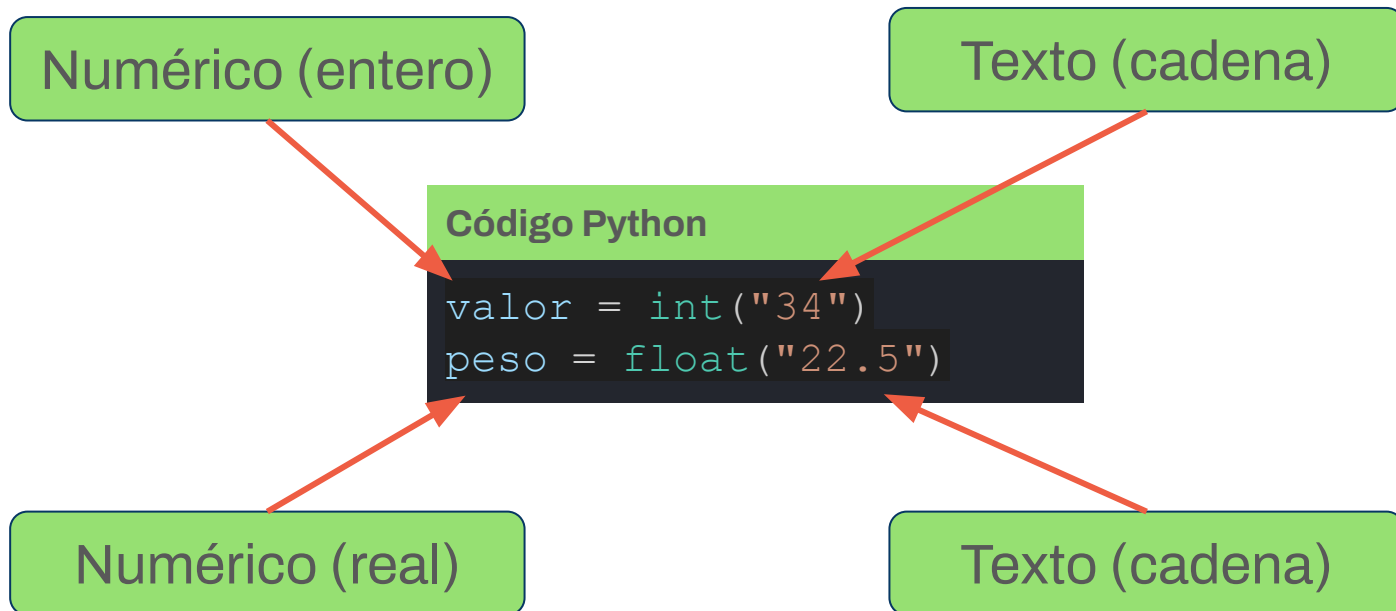 Numérico (entero)
Texto (cadena)
Código Python
valor = int("34")
peso = float("22.5")
Numérico (real)
Texto (cadena)